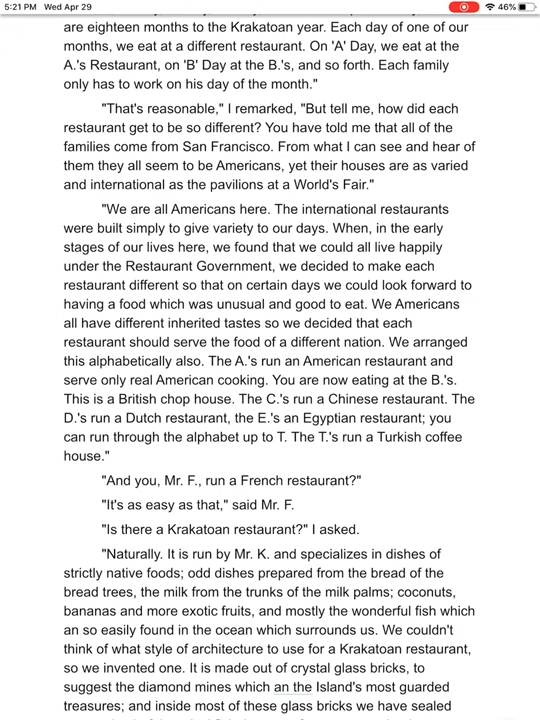 5:21 PM Wed Apr 29
46%
are eighteen months to the Krakatoan year. Each day of one of our
months, we eat at a different restaurant. On 'A' Day, we eat at the
A.'s Restaurant, on 'B' Day at the B.'s, and so forth. Each family
only has to work on his day of the month."
"That's reasonable," I remarked, "But tell me, how did each
restaurant get to be so different? You have told me that all of the
families come from San Francisco. From what I can see and hear of
them they all seem to be Americans, yet their houses are as varied
and international as the pavilions at a World's Fair."
"We are all Americans here. The international restaurants
were built simply to give variety to our days. When, in the early
stages of our lives here, we found that we could all live happily
under the Restaurant Government, we decided to make each
restaurant different so that on certain days we could look forward to
having a food which was unusual and good to eat. We Americans
all have different inherited tastes so we decided that each
restaurant should serve the food of a different nation. We arranged
this alphabetically also. The A.'s run an American restaurant and
serve only real American cooking. You are now eating at the B.'s.
This is a British chop house. The C.'s run a Chinese restaurant. The
D.'s run a Dutch restaurant, the E.'s an Egyptian restaurant; you
can run through the alphabet up to T. The T.'s run a Turkish coffee
house."
"And you, Mr. F., run a French restaurant?"
"It's as easy as that," said Mr. F.
"Is there a Krakatoan restaurant?" I asked.
"Naturally. It is run by Mr. K. and specializes in dishes of
strictly native foods; odd dishes prepared from the bread of the
bread trees, the milk from the trunks of the milk palms; coconuts,
bananas and more exotic fruits, and mostly the wonderful fish which
an so easily found in the ocean which surrounds us. We couldn't
think of what style of architecture to use for a Krakatoan restaurant,
so we invented one. It is made out of crystal glass bricks, to
suggest the diamond mines which an the Island's most guarded
treasures; and inside most of these glass bricks we have sealed